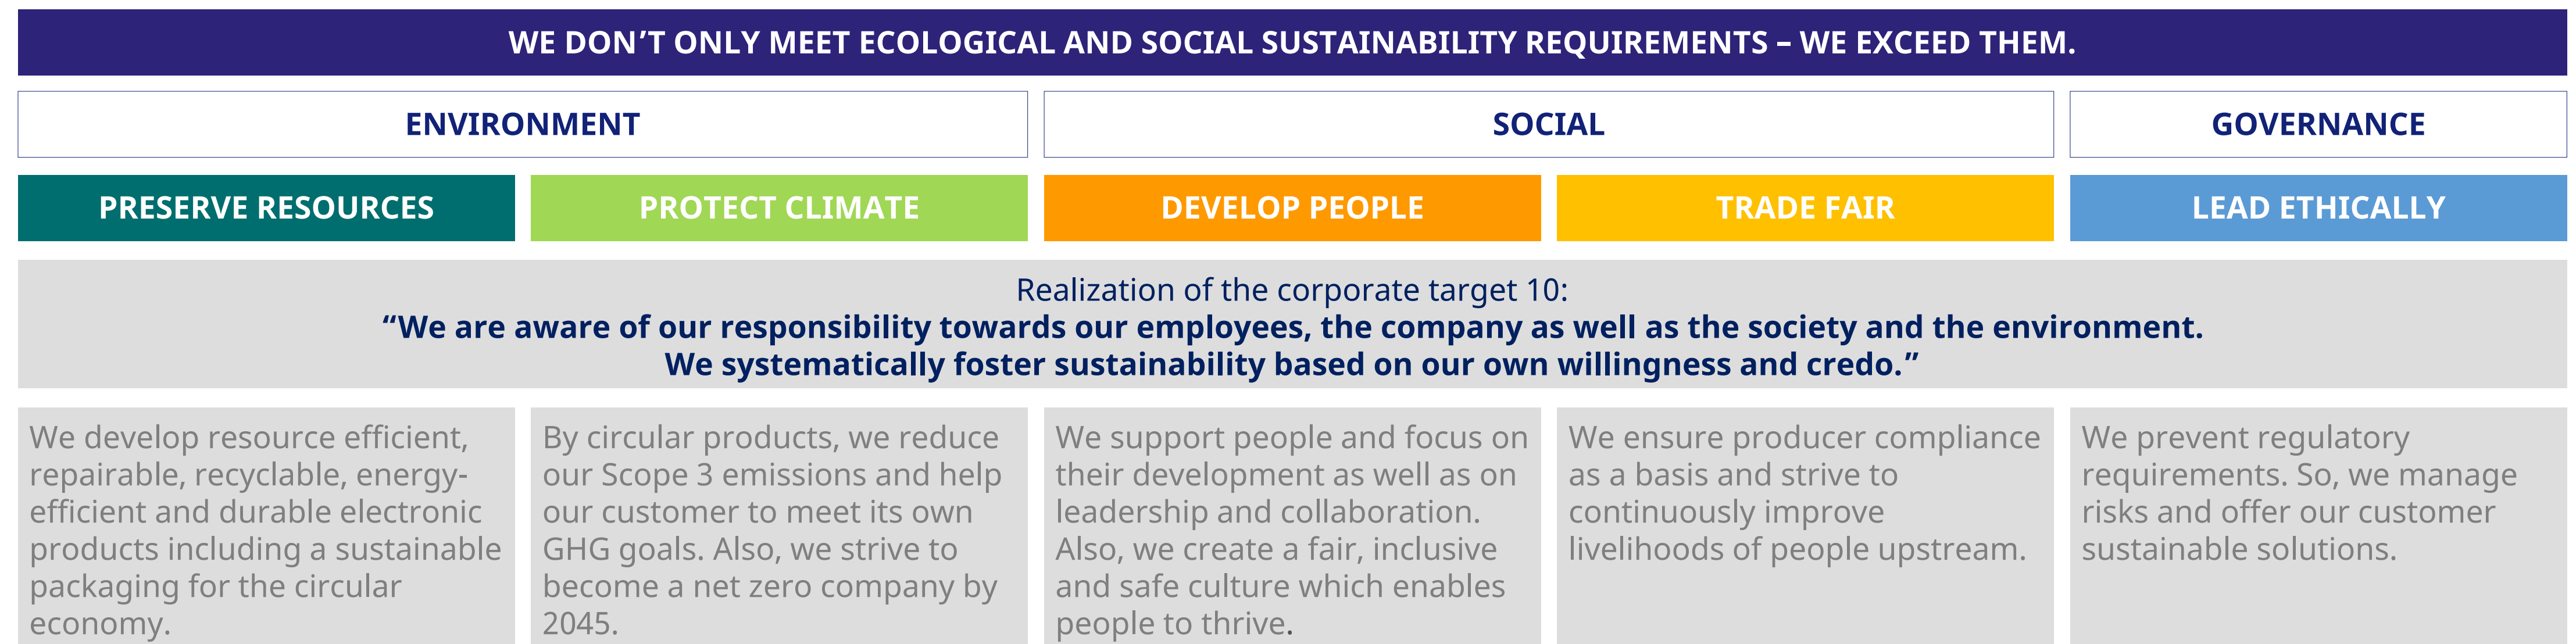 WE DON’T ONLY MEET ECOLOGICAL AND SOCIAL SUSTAINABILITY REQUIREMENTS – WE EXCEED THEM.
ENVIRONMENT
SOCIAL
GOVERNANCE
PRESERVE RESOURCES
PROTECT CLIMATE
DEVELOP PEOPLE
TRADE FAIR
LEAD ETHICALLY
Realization of the corporate target 10:
“We are aware of our responsibility towards our employees, the company as well as the society and the environment.
We systematically foster sustainability based on our own willingness and credo.”
We develop resource efficient,
repairable, recyclable, energy-
efficient and durable electronic
products including a sustainable
packaging for the circular
economy.
By circular products, we reduce
our Scope 3 emissions and help
our customer to meet its own
GHG goals. Also, we strive to
become a net zero company by
2045.
We support people and focus on
their development as well as on
leadership and collaboration.
Also, we create a fair, inclusive
and safe culture which enables
people to thrive.
We ensure producer compliance
as a basis and strive to
continuously improve
livelihoods of people upstream.
We prevent regulatory
requirements. So, we manage
risks and offer our customer
sustainable solutions.